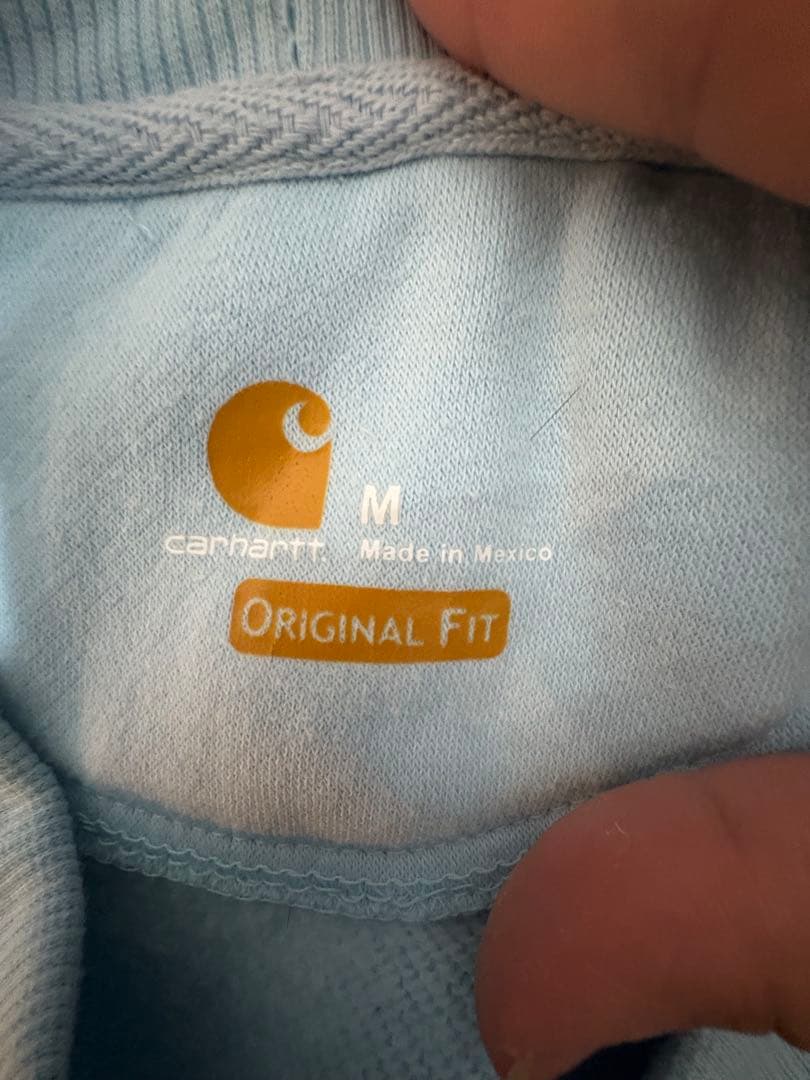 M
carhartt.
Made in Mexico
ORIGINAL FIT